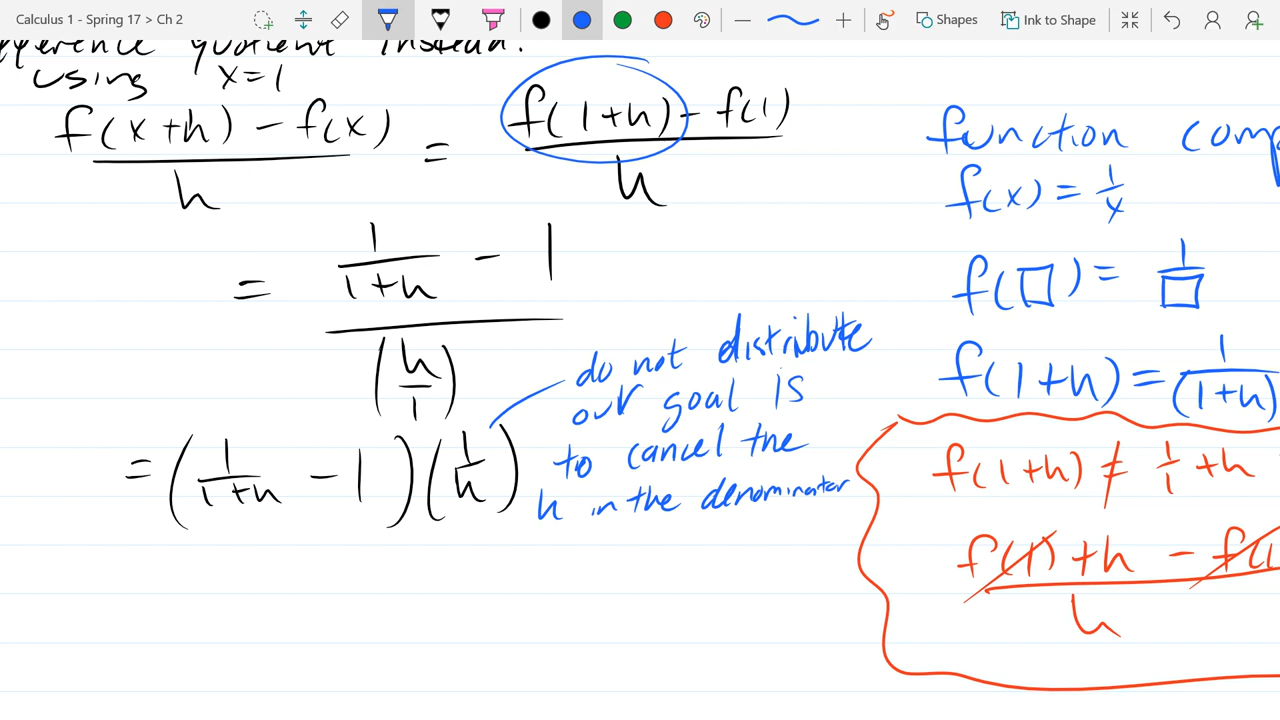 Calculus 1 - Spring 17 > Ch 2
Shapes
Ink to Shape
quotient instead.
using x=1
f(x+h) - f(x) / h = f(1+h) - f(1) / h
= 1/(1+h) - 1 / (h/1)
= (1/(1+h) - 1)(1/h)
do not distribute
our goal is
to cancel the
h in the denominator
function
f(x) = 1/x
f(□) = 1/□
f(1+h) = 1/(1+h)
f(1+h) ≠ 1/1 + h
f(1) + h - f(1 / h